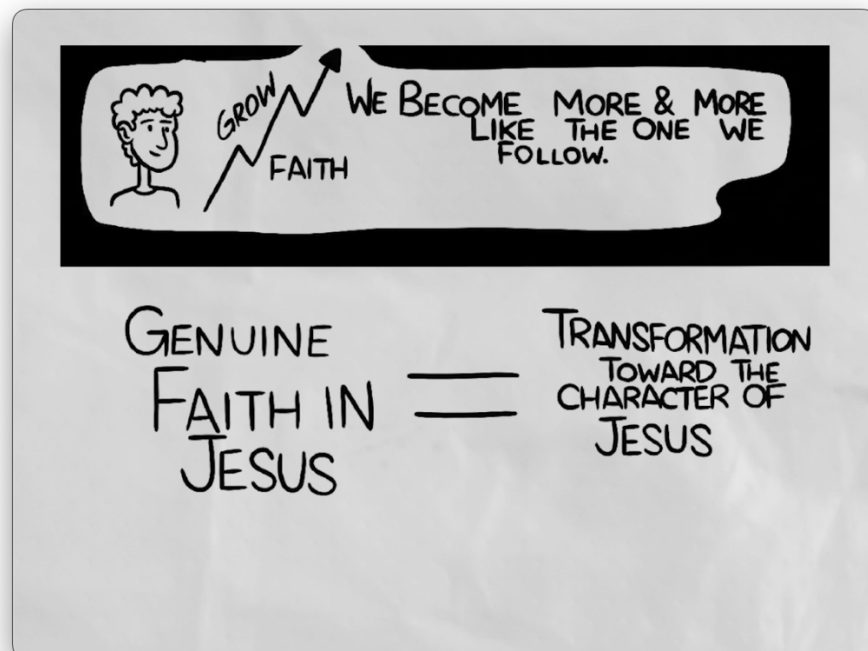 GROW
FAITH
WE BECOME MORE & MORE
LIKE THE ONE WE
FOLLOW.
GENUINE
FAITH IN
JESUS
=
TRANSFORMATION
TOWARD THE
CHARACTER OF
JESUS